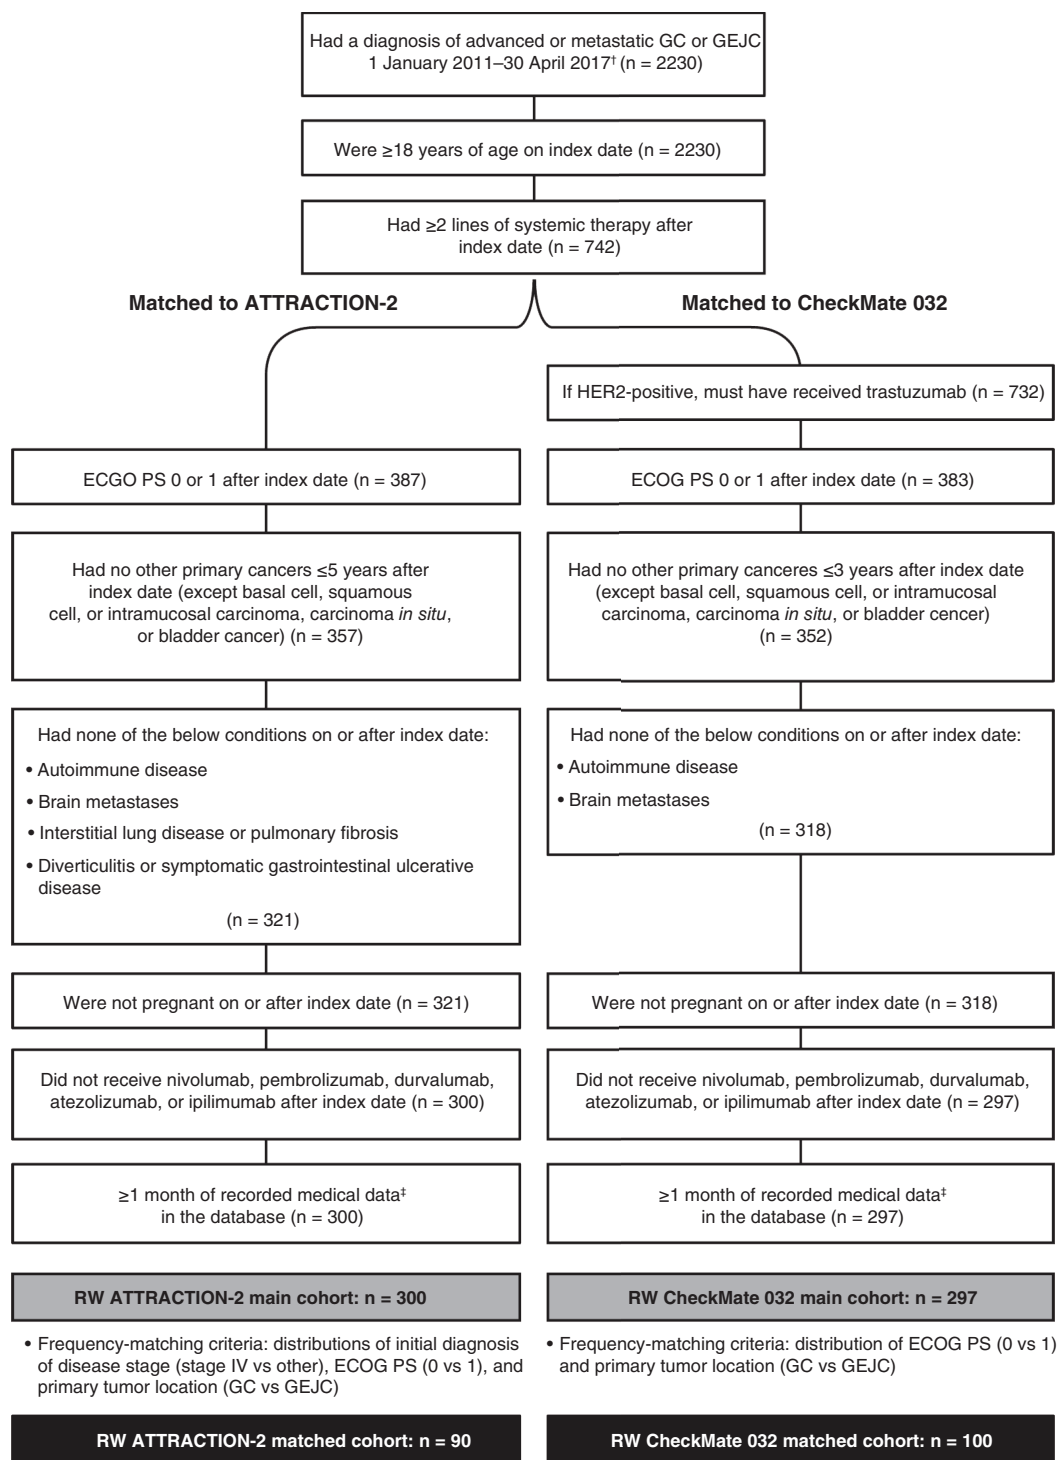 Had a diagnosis of advanced or metastatic GC or GEJC
1 January 2011–30 April 2017† (n = 2230)
Were ≥18 years of age on index date (n = 2230)
Had ≥2 lines of systemic therapy after
index date (n = 742)
Matched to ATTRACTION-2
Matched to CheckMate 032
If HER2-positive, must have received trastuzumab (n = 732)
ECGO PS 0 or 1 after index date (n = 387)
ECOG PS 0 or 1 after index date (n = 383)
Had no other primary cancers ≤5 years after
index date (except basal cell, squamous
cell, or intramucosal carcinoma, carcinoma in situ,
or bladder cancer) (n = 357)
Had no other primary canceres ≤3 years after index date
(except basal cell, squamous cell, or intramucosal
carcinoma, carcinoma in situ, or bladder cencer)
(n = 352)
Had none of the below conditions on or after index date:
• Autoimmune disease
• Brain metastases
• Interstitial lung disease or pulmonary fibrosis
• Diverticulitis or symptomatic gastrointestinal ulcerative
disease
(n = 321)
Had none of the below conditions on or after index date:
• Autoimmune disease
• Brain metastases
(n = 318)
Were not pregnant on or after index date (n = 321)
Were not pregnant on or after index date (n = 318)
Did not receive nivolumab, pembrolizumab, durvalumab,
atezolizumab, or ipilimumab after index date (n = 300)
Did not receive nivolumab, pembrolizumab, durvalumab,
atezolizumab, or ipilimumab after index date (n = 297)
≥1 month of recorded medical data‡
in the database (n = 300)
≥1 month of recorded medical data‡
in the database (n = 297)
RW ATTRACTION-2 main cohort: n = 300
RW CheckMate 032 main cohort: n = 297
• Frequency-matching criteria: distributions of initial diagnosis
of disease stage (stage IV vs other), ECOG PS (0 vs 1), and
primary tumor location (GC vs GEJC)
• Frequency-matching criteria: distribution of ECOG PS (0 vs 1)
and primary tumor location (GC vs GEJC)
RW ATTRACTION-2 matched cohort: n = 90
RW CheckMate 032 matched cohort: n = 100